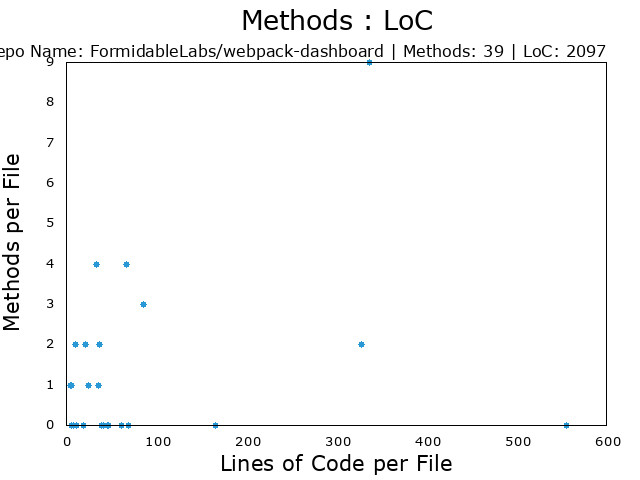 Methods : LoC
epo Name: FormidableLabs/webpack-dashboard | Methods: 39 | LoC: 2097
9
8
7
6
5
4
3
2
1
0
Methods per File
0 100 200 300 400 500 600
Lines of Code per File